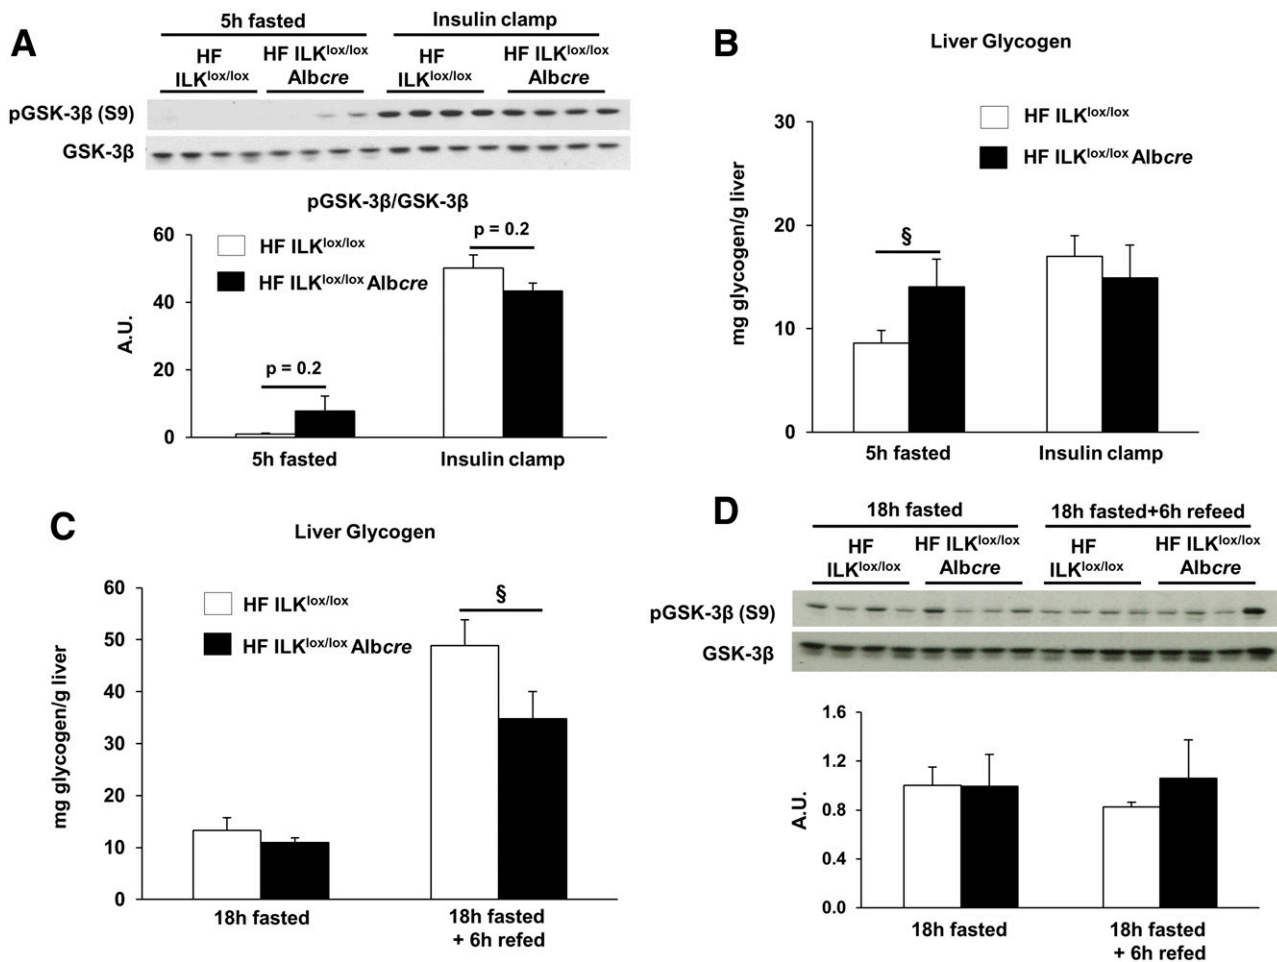 A
5h fasted
Insulin clamp
HF
ILKlox/lox
HF ILKlox/lox
Albcre
HF
ILKlox/lox
HF ILKlox/lox
Albcre
pGSK-3β (S9)
GSK-3β
pGSK-3β/GSK-3β
60
40
20
0
A.U.
HF ILKlox/lox
HF ILKlox/lox Albcre
p = 0.2
p = 0.2
5h fasted
Insulin clamp
B
Liver Glycogen
30
20
10
0
mg glycogen/g liver
HF ILKlox/lox
HF ILKlox/lox Albcre
§
5h fasted
Insulin clamp
C
Liver Glycogen
60
50
40
30
20
10
0
mg glycogen/g liver
HF ILKlox/lox
HF ILKlox/lox Albcre
§
18h fasted
18h fasted
+ 6h refed
D
18h fasted
18h fasted+6h refeed
HF
ILKlox/lox
HF ILKlox/lox
Albcre
HF
ILKlox/lox
HF ILKlox/lox
Albcre
pGSK-3β (S9)
GSK-3β
1.6
1.2
0.8
0.4
0.0
A.U.
18h fasted
18h fasted
+ 6h refed